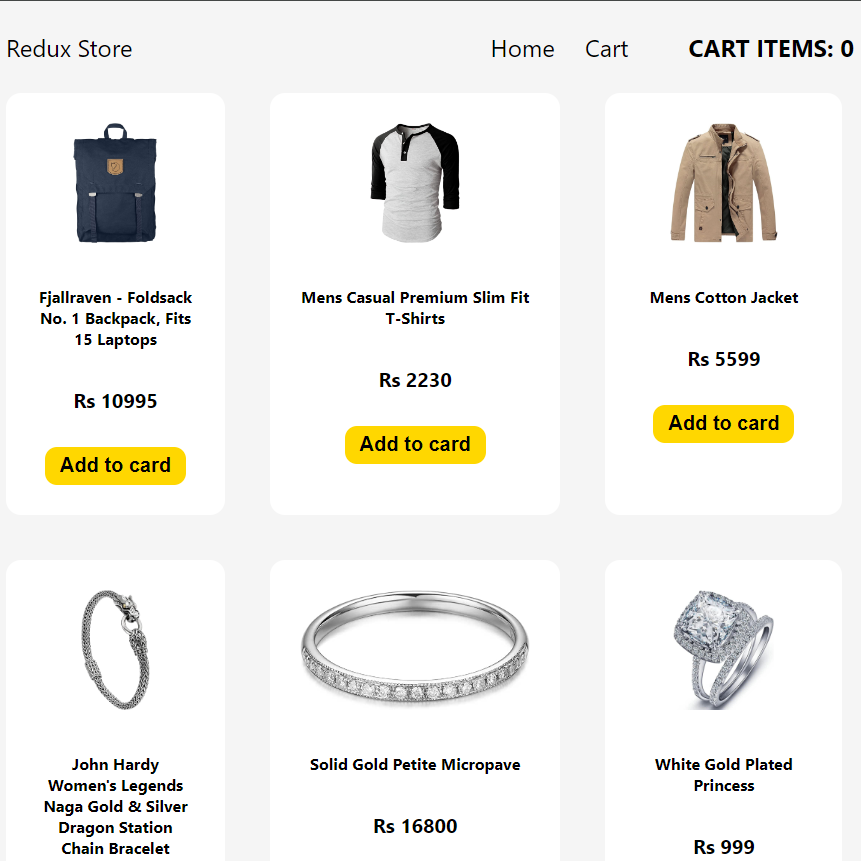 Redux Store
Home
Cart
CART ITEMS: 0
Fjallraven - Foldsack
No. 1 Backpack, Fits
15 Laptops
Rs 10995
Add to card
Mens Casual Premium Slim Fit
T-Shirts
Rs 2230
Add to card
Mens Cotton Jacket
Rs 5599
Add to card
John Hardy
Women's Legends
Naga Gold & Silver
Dragon Station
Chain Bracelet
Solid Gold Petite Micropave
Rs 16800
White Gold Plated
Princess
Rs 999